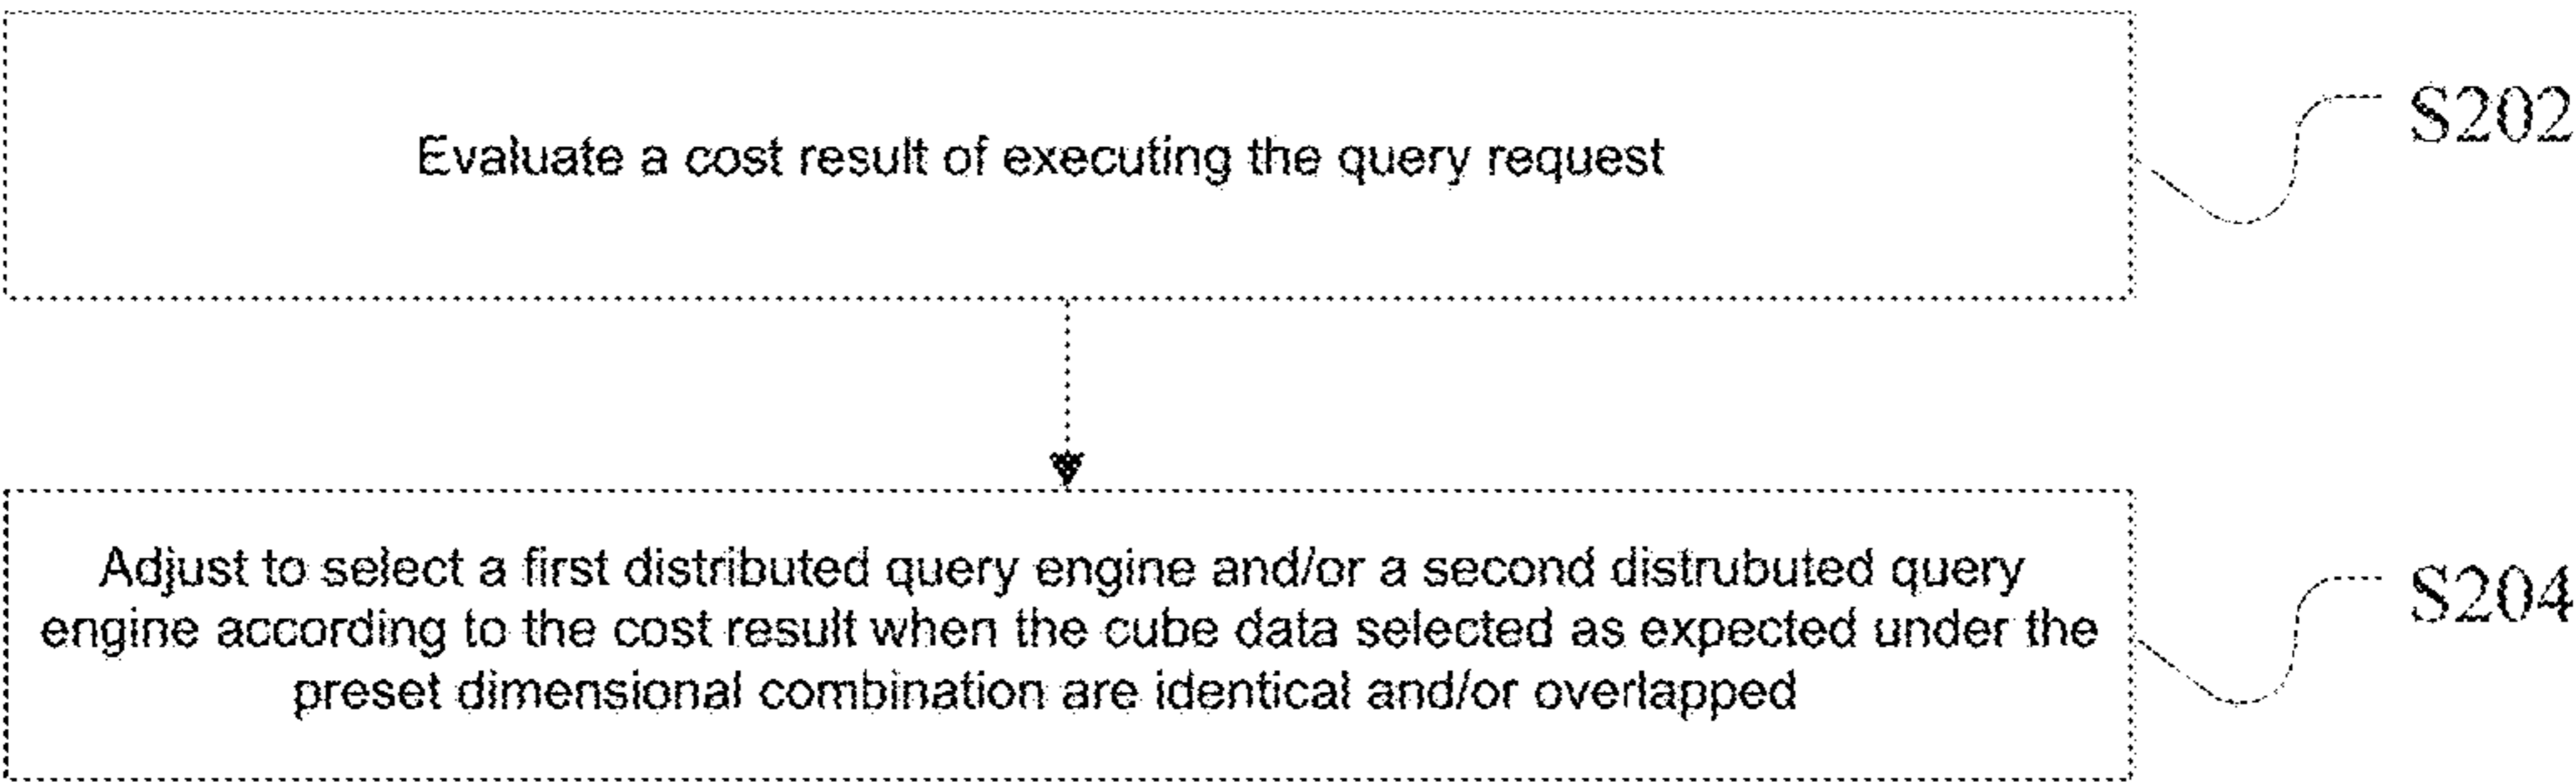 Evaluate a cost result of executing the query request
S202
Adjust to select a first distributed query engine and/or a second distrubuted query
engine according to the cost result when the cube data selected as expected under the
preset dimensional combination are identical and/or overlapped
S204